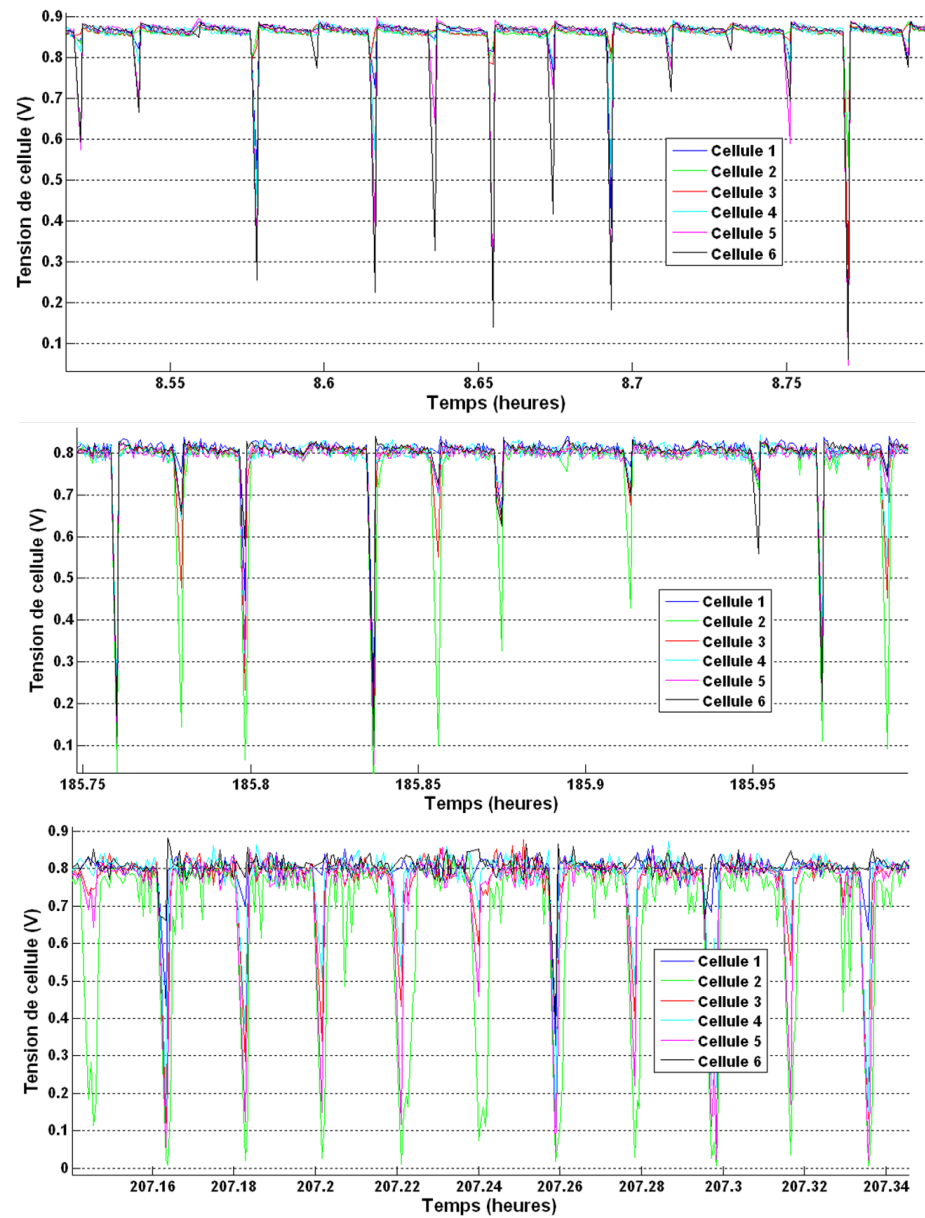 0.9
0.8
0.7
0.6
0.5
0.4
0.3
0.2
0.1
Tension de cellule (V)
Cellule 1
Cellule 2
Cellule 3
Cellule 4
Cellule 5
Cellule 6
8.55 8.6 8.65 8.7 8.75
Temps (heures)
0.8
0.7
0.6
0.5
0.4
0.3
0.2
0.1
Tension de cellule (V)
Cellule 1
Cellule 2
Cellule 3
Cellule 4
Cellule 5
Cellule 6
185.75 185.8 185.85 185.9 185.95
Temps (heures)
0.9
0.8
0.7
0.6
0.5
0.4
0.3
0.2
0.1
0
Tension de cellule (V)
Cellule 1
Cellule 2
Cellule 3
Cellule 4
Cellule 5
Cellule 6
207.16 207.18 207.2 207.22 207.24 207.26 207.28 207.3 207.32 207.34
Temps (heures)